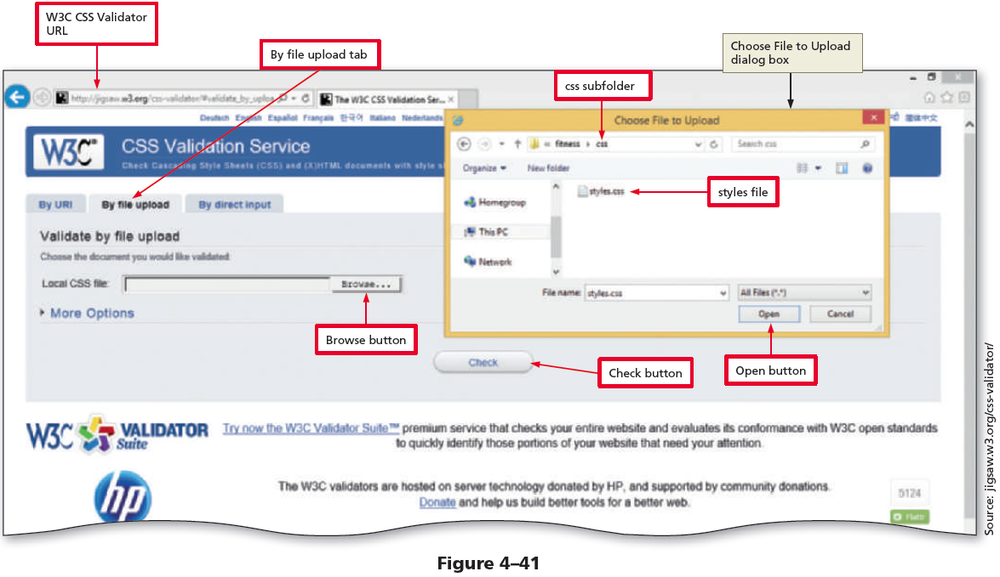 W3C CSS Validator
URL
By file upload tab
Choose File to Upload
dialog box
css subfolder
http://jigsaw.w3.org/css-validator/#validate_by_uploa
The W3C CSS Validation Ser...
Deutsch English Español Français 한국어 Italiano Nederlands
简体中文
Choose File to Upload
W3C
CSS Validation Service
Check Cascading Style Sheets (CSS) and (X)HTML documents with style s
fitness css
Search css
Organize New folder
styles.css
styles file
Homegroup
This PC
Network
By URI By file upload By direct input
Validate by file upload
Choose the document you would like validated:
Local CSS file: Browse...
File name: styles.css All Files (*.*)
Open Cancel
More Options
Browse button
Check
Check button
Open button
W3C VALIDATOR
Suite
Try now the W3C Validator Suite™ premium service that checks your entire website and evaluates its conformance with W3C open standards
to quickly identify those portions of your website that need your attention.
hp
The W3C validators are hosted on server technology donated by HP, and supported by community donations.
Donate and help us build better tools for a better web.
5124
Flattr
Source: jigsaw.w3.org/css-validator/
Figure 4–41